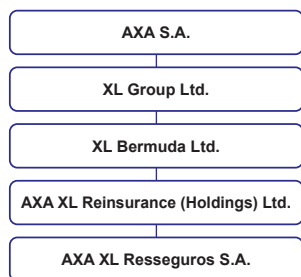 AXA S.A.
XL Group Ltd.
XL Bermuda Ltd.
AXA XL Reinsurance (Holdings) Ltd.
AXA XL Resseguros S.A.